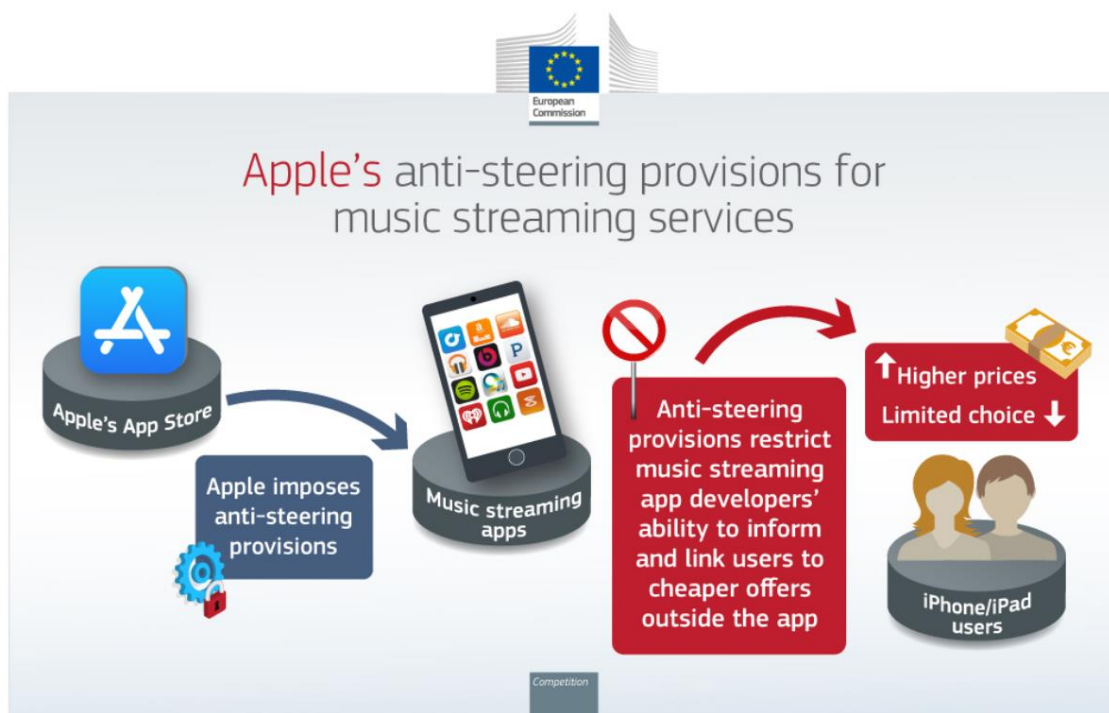 European
Commission
Apple's anti-steering provisions for
music streaming services
Apple's App Store
Apple imposes
anti-steering
provisions
P
Music streaming
apps
Anti-steering
provisions restrict
music streaming
app developers'
ability to inform
and link users to
cheaper offers
outside the app
↑ Higher prices
Limited choice ↓
€
iPhone/iPad
users
Competition